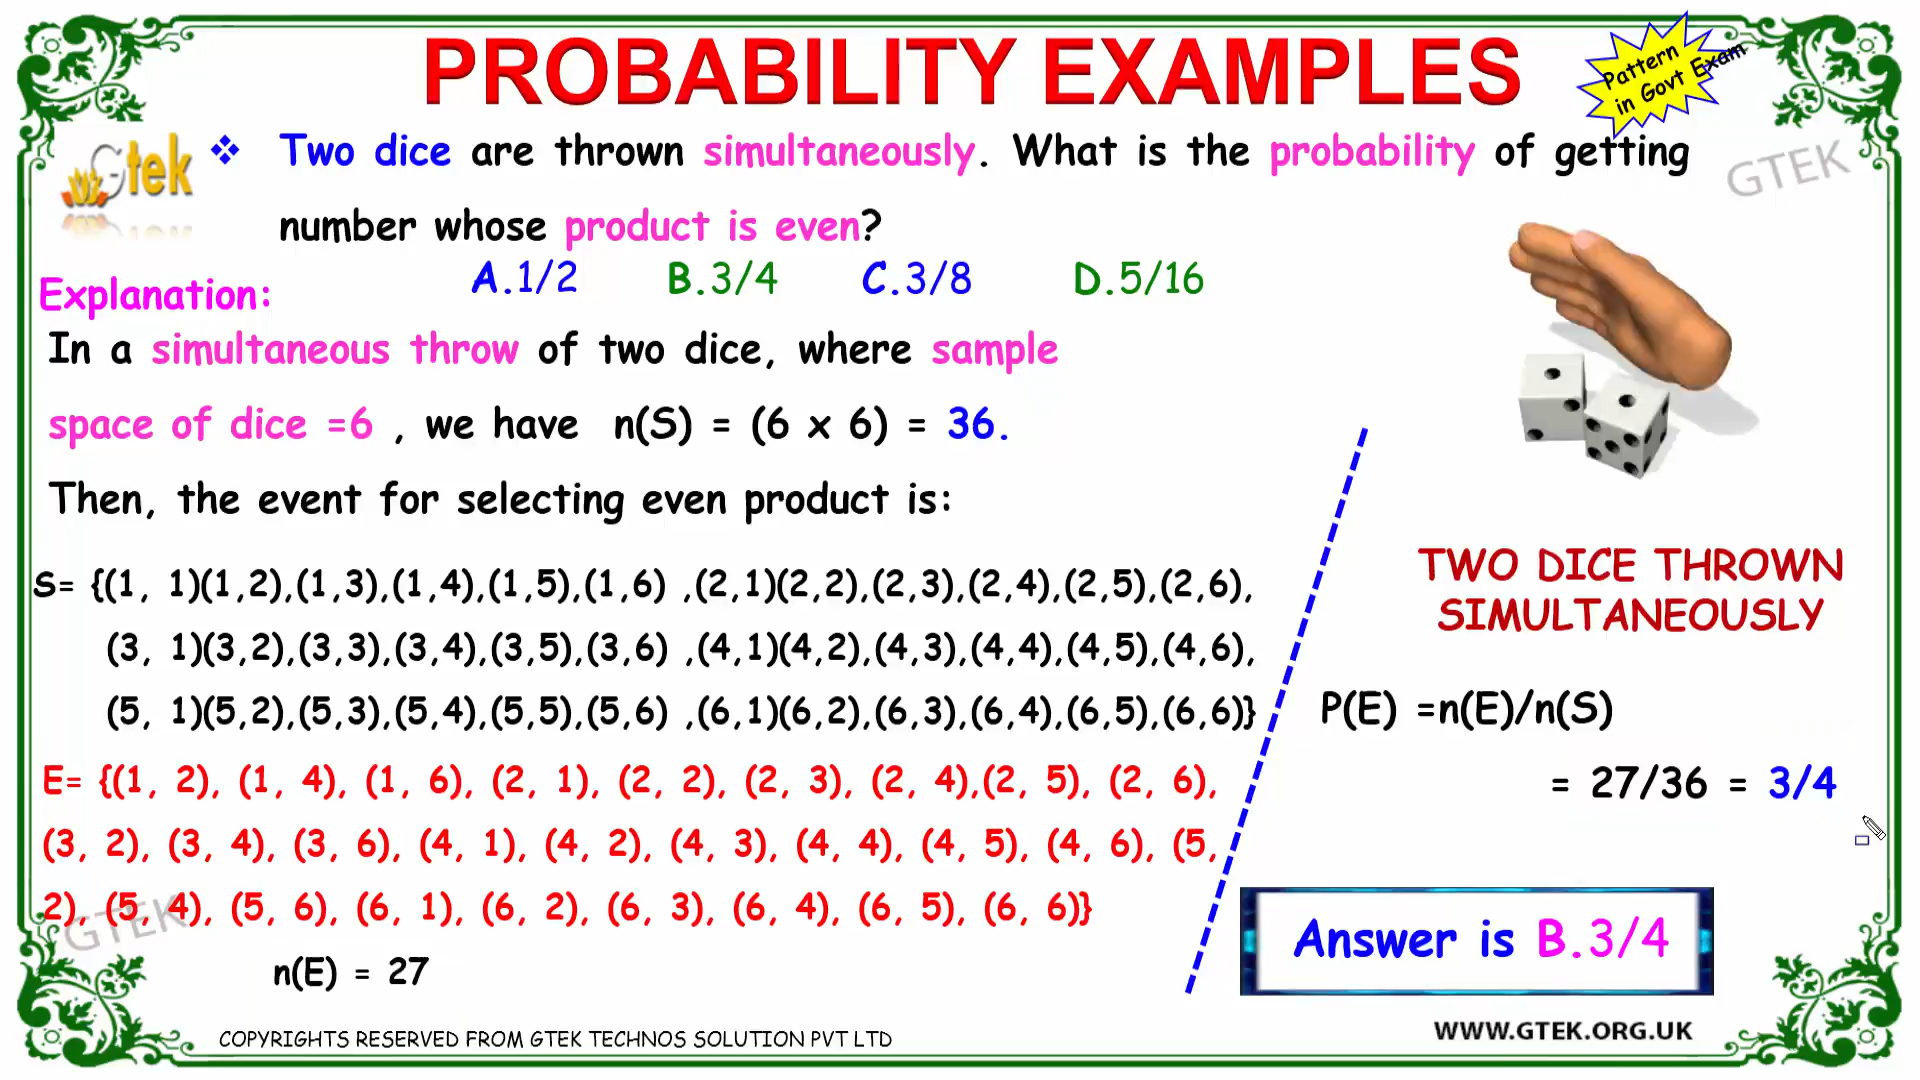 PROBABILITY EXAMPLES
Pattern
in Govt Exam
Gtek
❖ Two dice are thrown simultaneously. What is the probability of getting
GTEK
number whose product is even?
A.1/2 B.3/4 C.3/8 D.5/16
Explanation:
In a simultaneous throw of two dice, where sample
space of dice =6 , we have n(S) = (6 x 6) = 36.
Then, the event for selecting even product is:
S= {(1, 1)(1,2),(1,3),(1,4),(1,5),(1,6) ,(2,1)(2,2),(2,3),(2,4),(2,5),(2,6),
(3, 1)(3,2),(3,3),(3,4),(3,5),(3,6) ,(4,1)(4,2),(4,3),(4,4),(4,5),(4,6),
(5, 1)(5,2),(5,3),(5,4),(5,5),(5,6) ,(6,1)(6,2),(6,3),(6,4),(6,5),(6,6)}
E= {(1, 2), (1, 4), (1, 6), (2, 1), (2, 2), (2, 3), (2, 4),(2, 5), (2, 6),
(3, 2), (3, 4), (3, 6), (4, 1), (4, 2), (4, 3), (4, 4), (4, 5), (4, 6), (5,
2), (5, 4), (5, 6), (6, 1), (6, 2), (6, 3), (6, 4), (6, 5), (6, 6)}
GTEK
n(E) = 27
TWO DICE THROWN
SIMULTANEOUSLY
P(E) =n(E)/n(S)
= 27/36 = 3/4
Answer is B.3/4
COPYRIGHTS RESERVED FROM GTEK TECHNOS SOLUTION PVT LTD
WWW.GTEK.ORG.UK